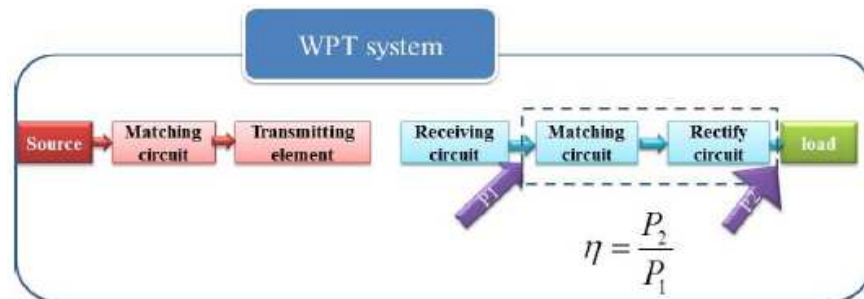 WPT system
Source
Matching
circuit
Transmitting
element
Receiving
circuit
Matching
circuit
Rectify
circuit
load
P1
P2
η = P₂ / P₁